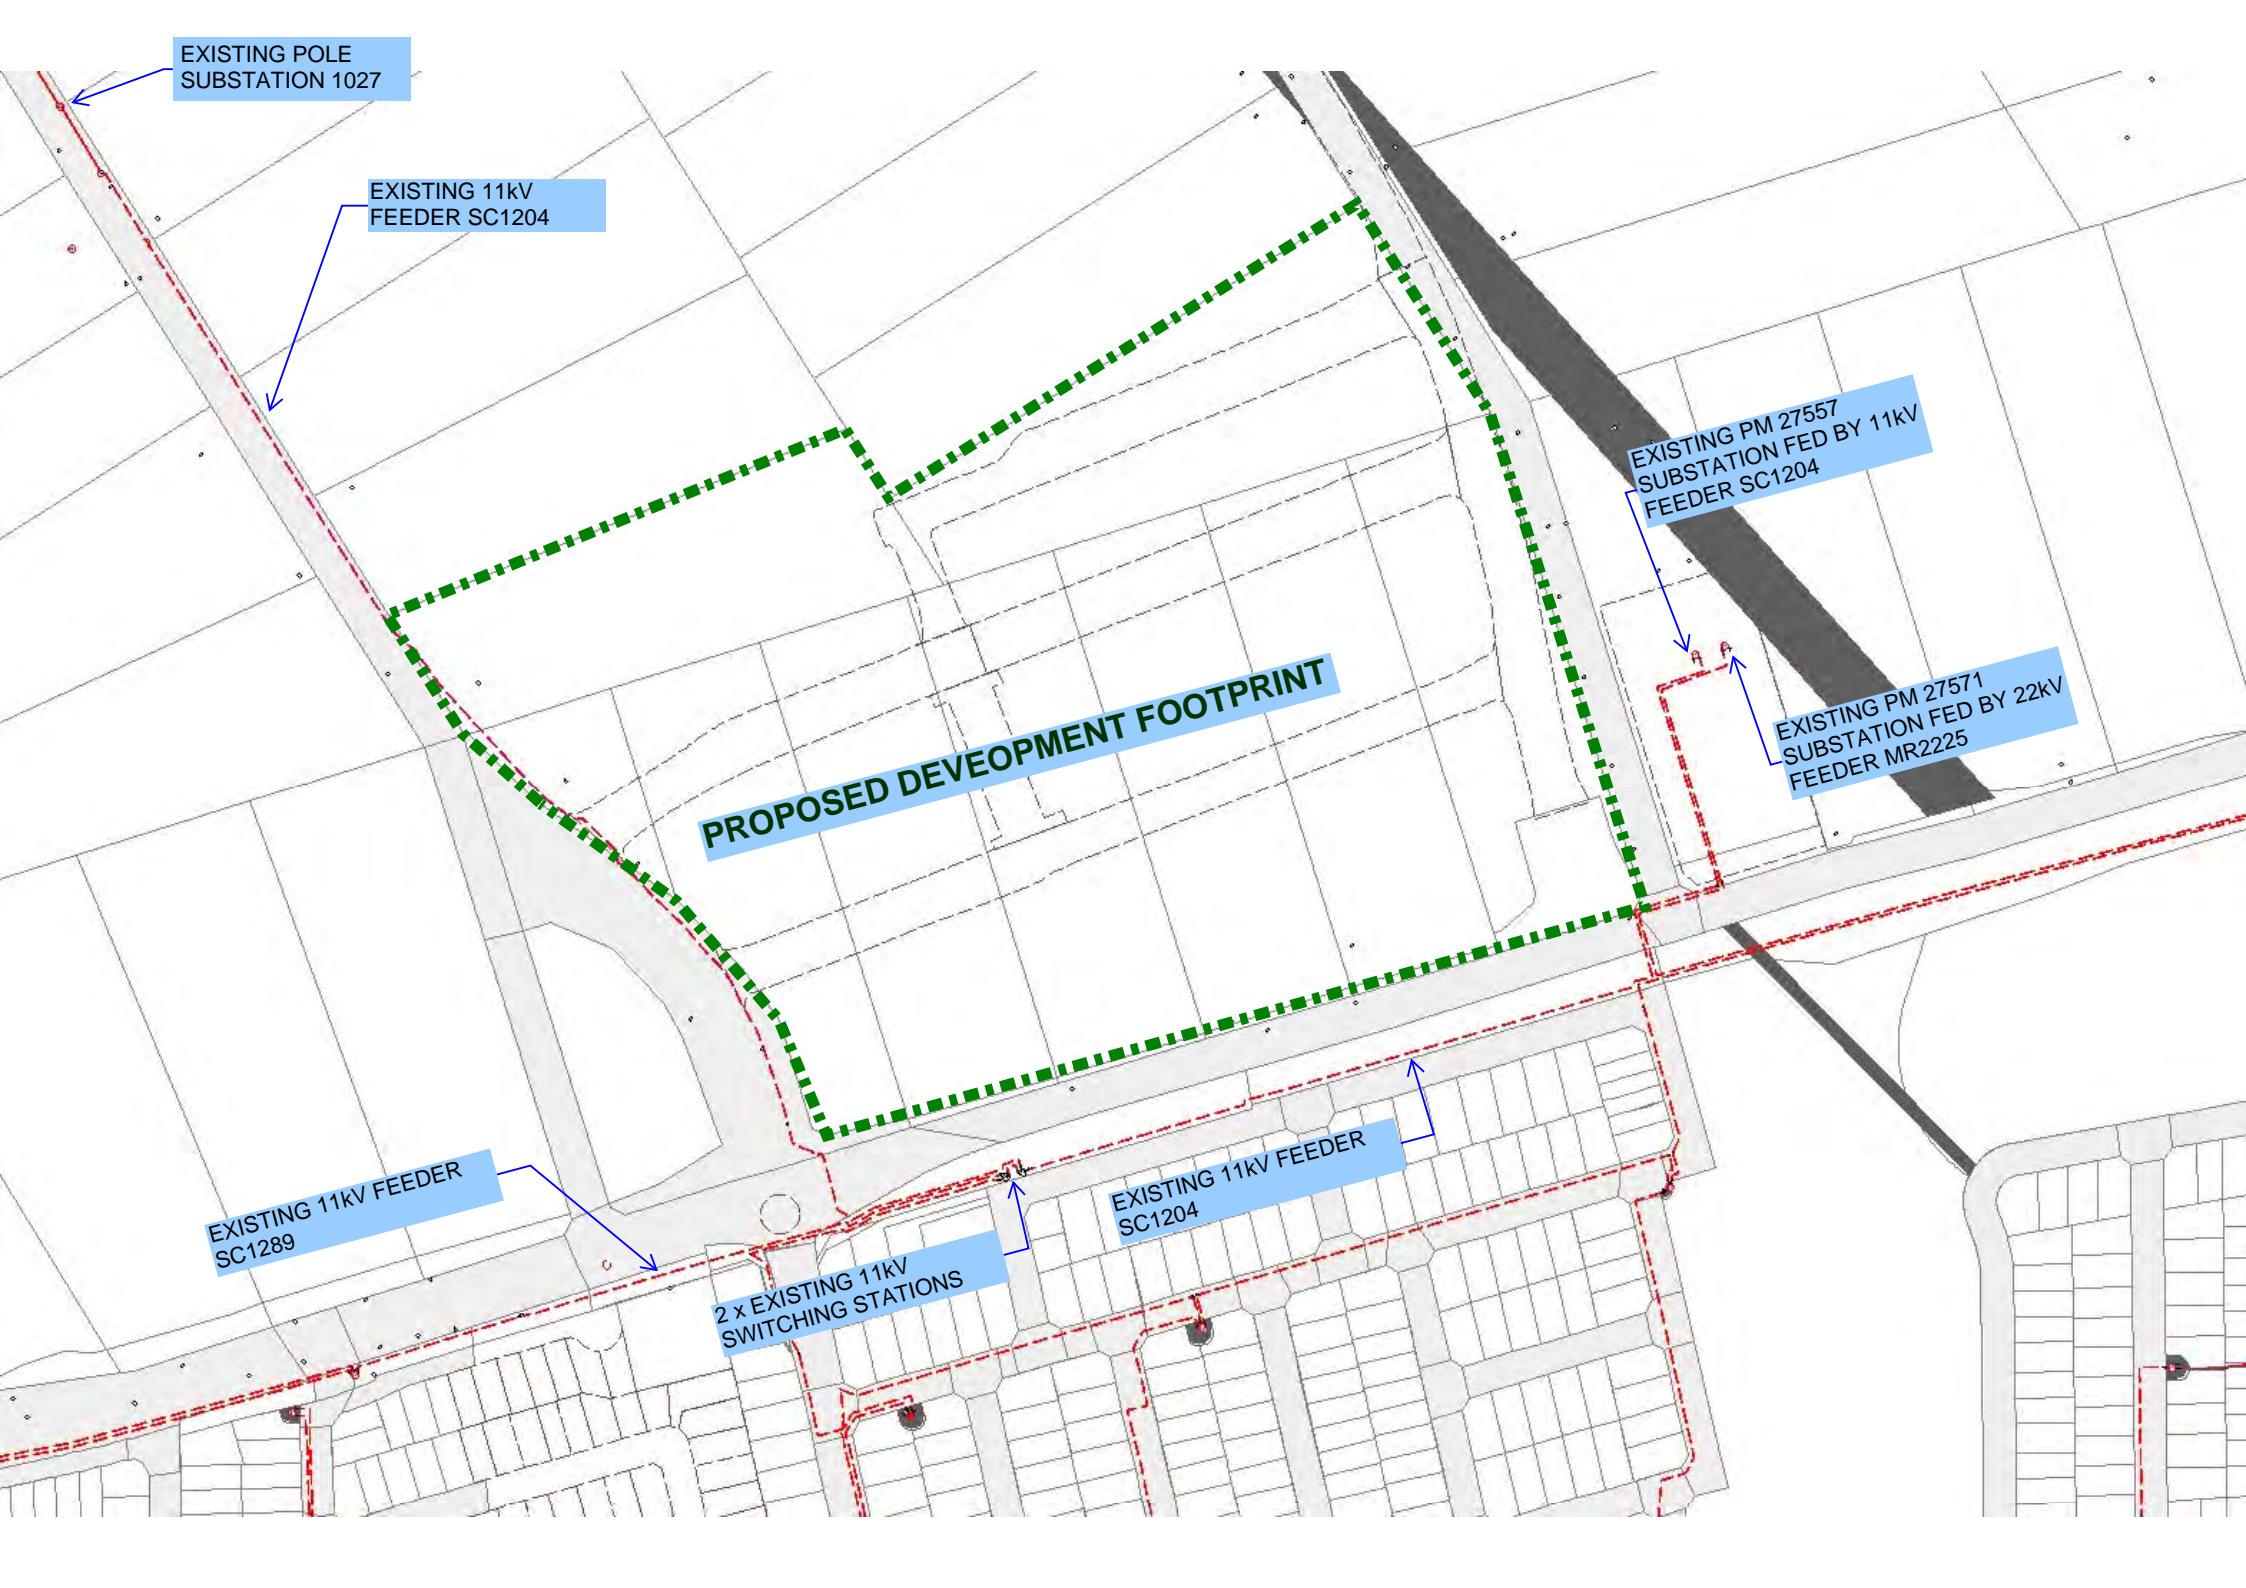 EXISTING POLE
SUBSTATION 1027
EXISTING 11kV
FEEDER SC1204
EXISTING PM 27557
SUBSTATION FED BY 11kV
FEEDER SC1204
EXISTING PM 27571
SUBSTATION FED BY 22kV
FEEDER MR2225
PROPOSED DEVEOPMENT FOOTPRINT
EXISTING 11kV FEEDER
SC1289
EXISTING 11kV FEEDER
SC1204
2 x EXISTING 11kV
SWITCHING STATIONS